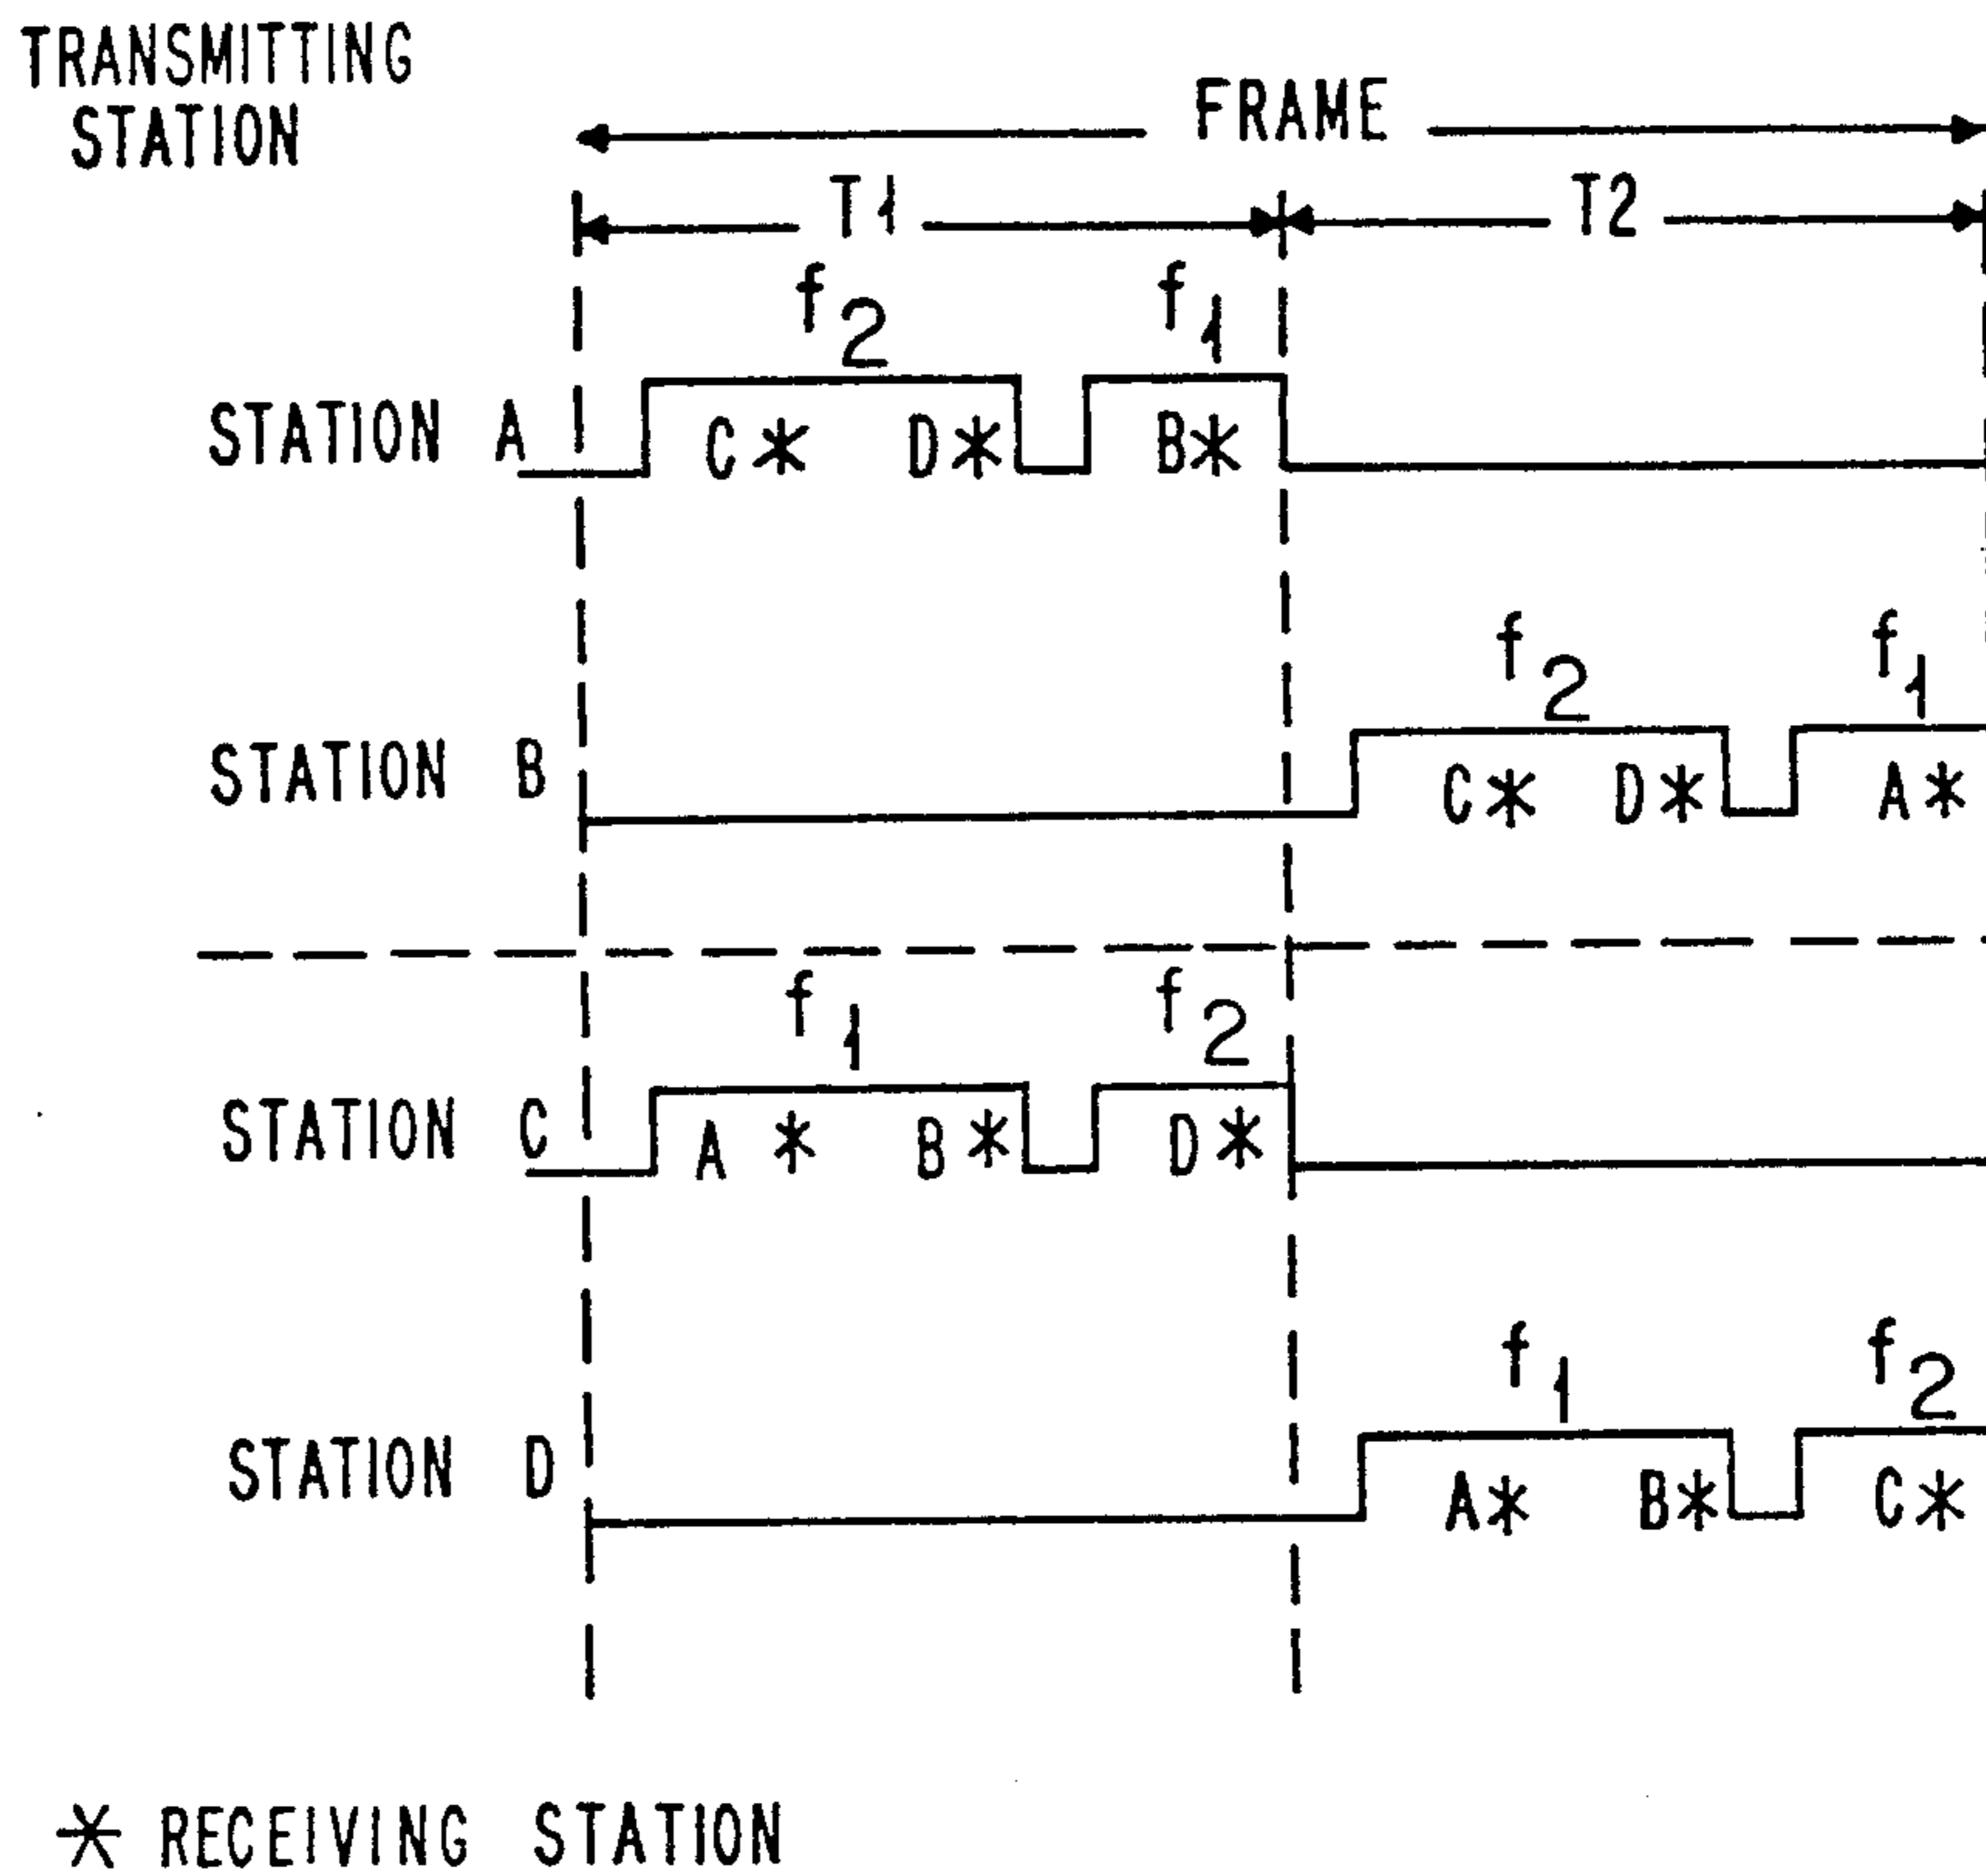 TRANSMITTING
STATION
FRAME
T1 T2
f2 f1
STATION A C* D* B*
f2 f1
STATION B C* D* A*
f1 f2
STATION C A * B* D*
f1 f2
STATION D A* B* C*
* RECEIVING STATION